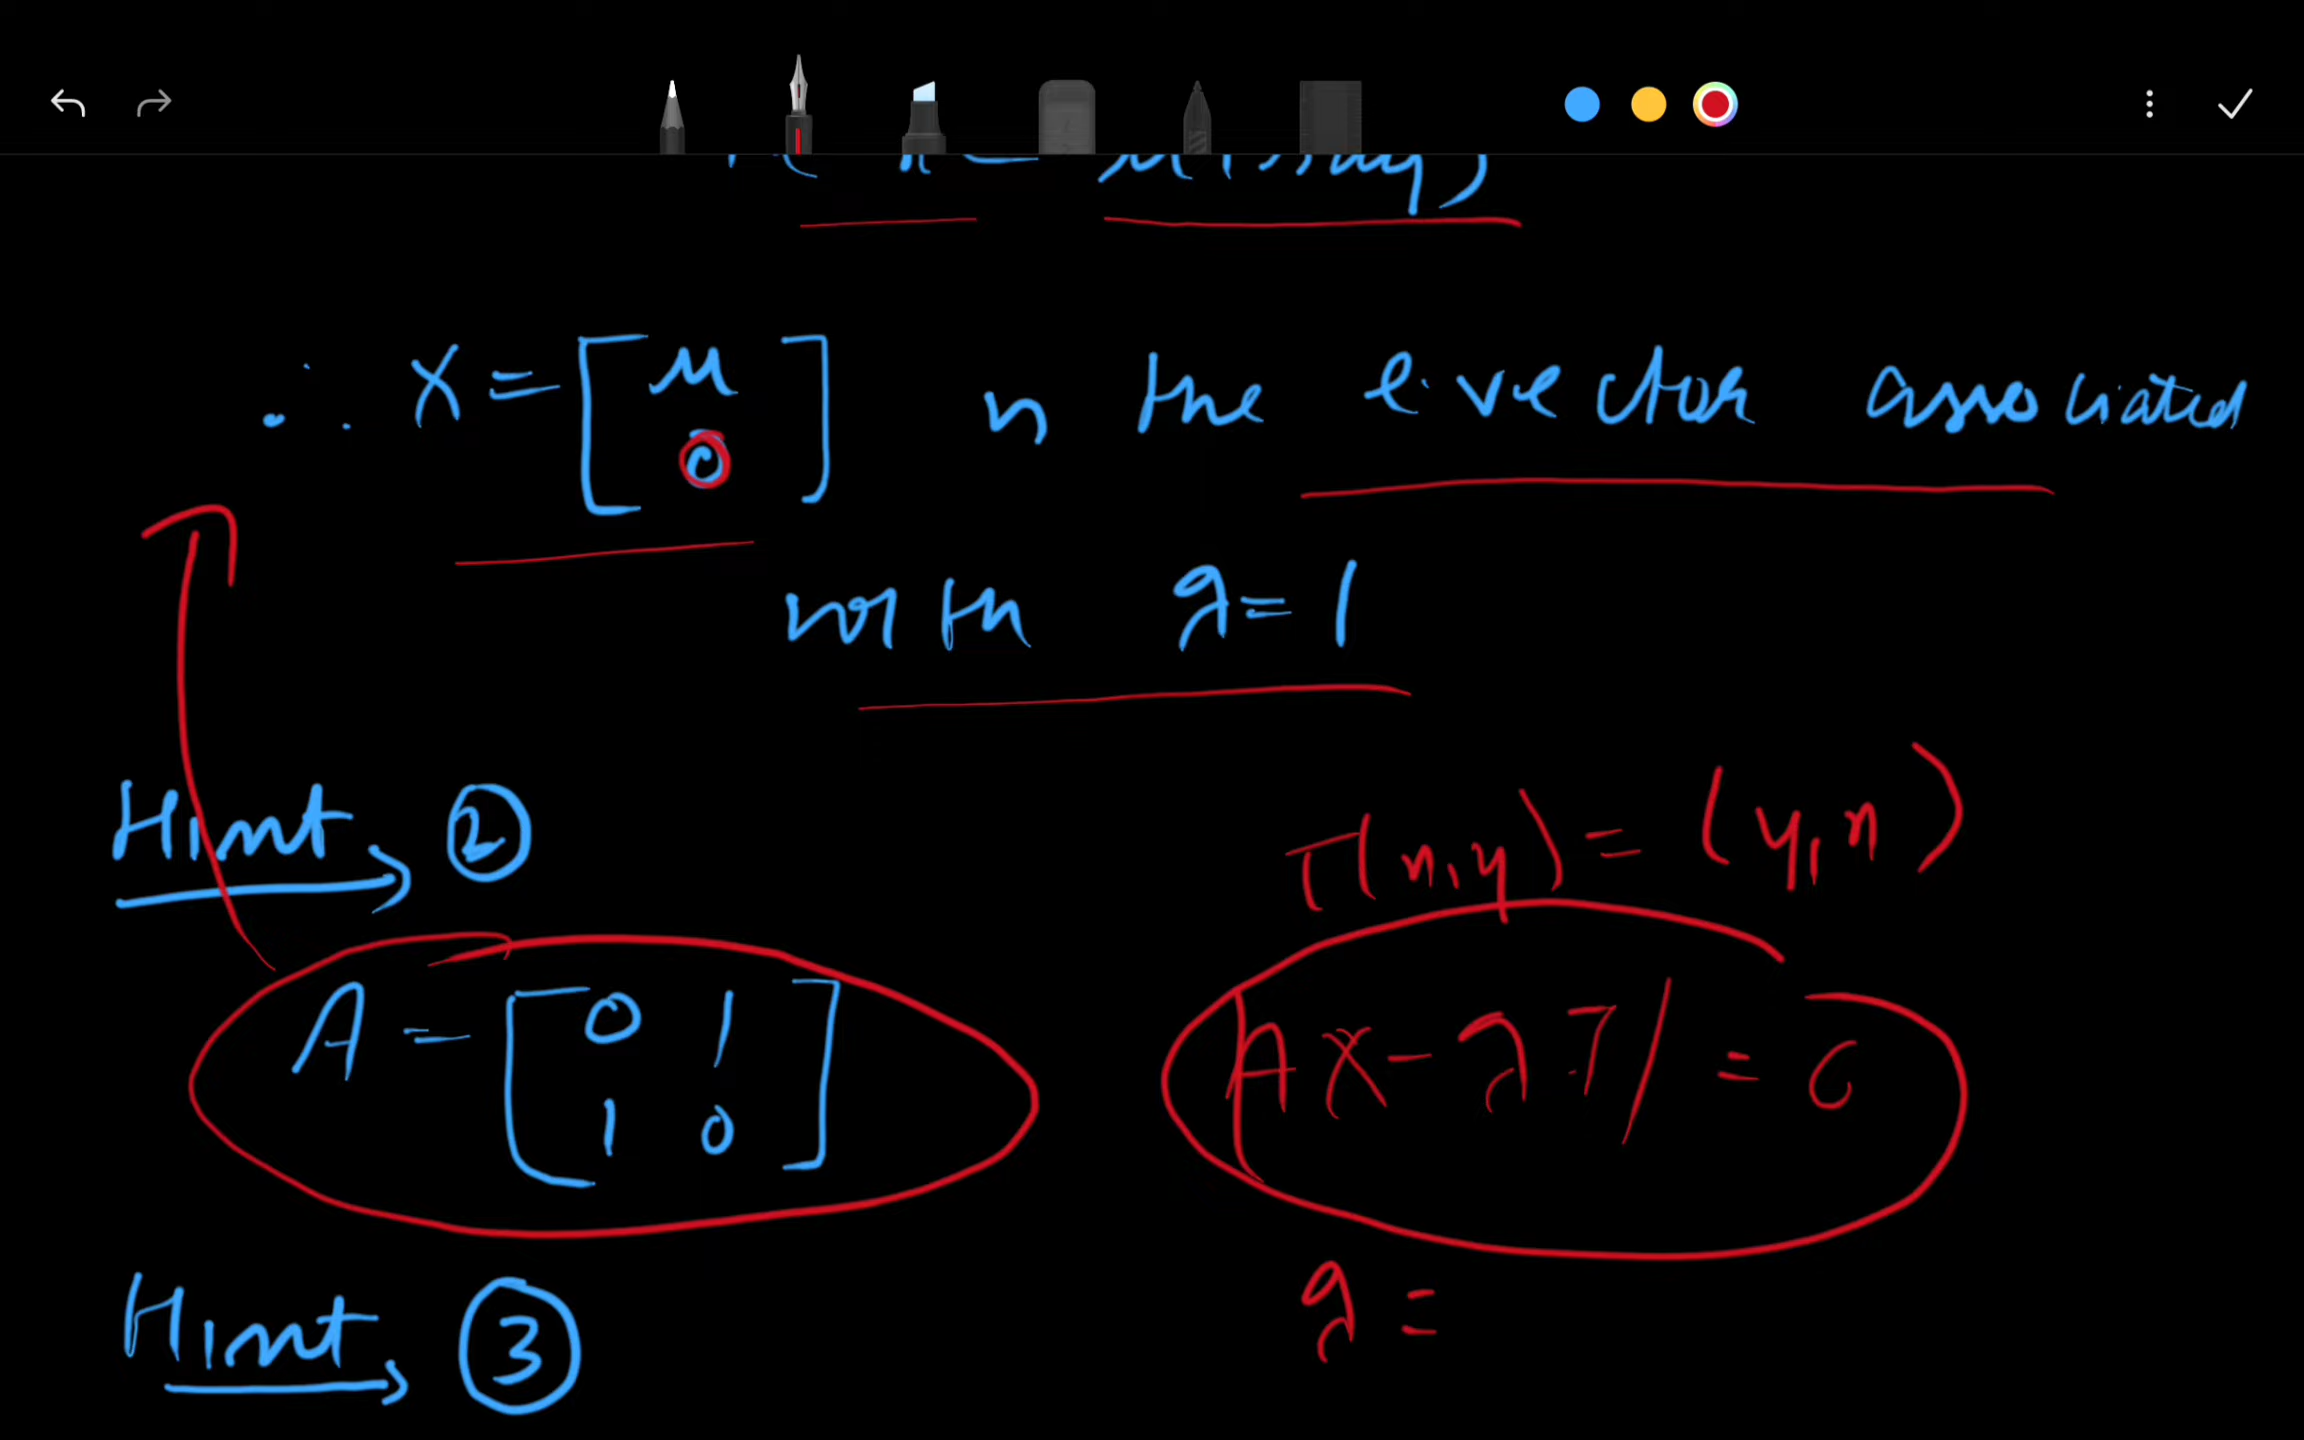 ∴ X = [ u
0 ] is the e.vector associated
with λ = 1
Hint → ②
T(x,y) = (y,x)
A = [ 0 1
1 0 ]
|AX - λI| = 0
λ =
Hint → ③